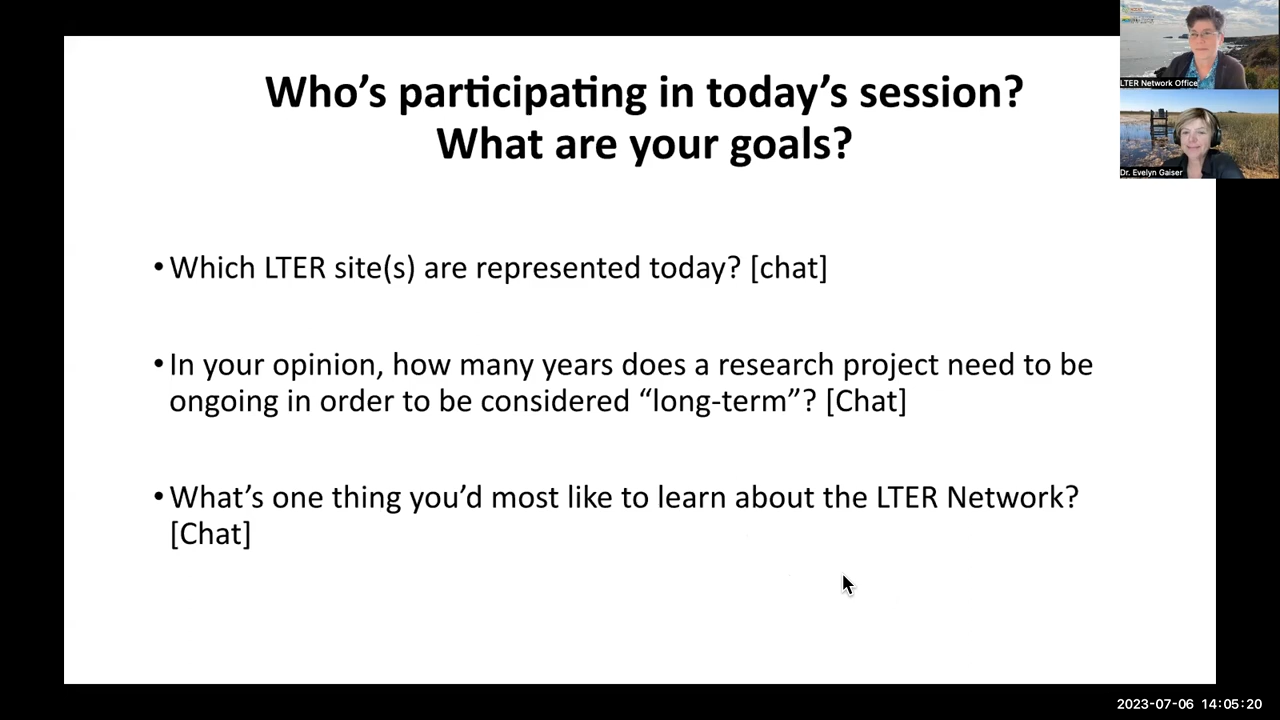 Who's participating in today's session?
What are your goals?
•Which LTER site(s) are represented today? [chat]
•In your opinion, how many years does a research project need to be
ongoing in order to be considered “long-term”? [Chat]
•What's one thing you'd most like to learn about the LTER Network?
[Chat]
LTER Network Office
Dr. Evelyn Gaiser
2023-07-06 14:05:20